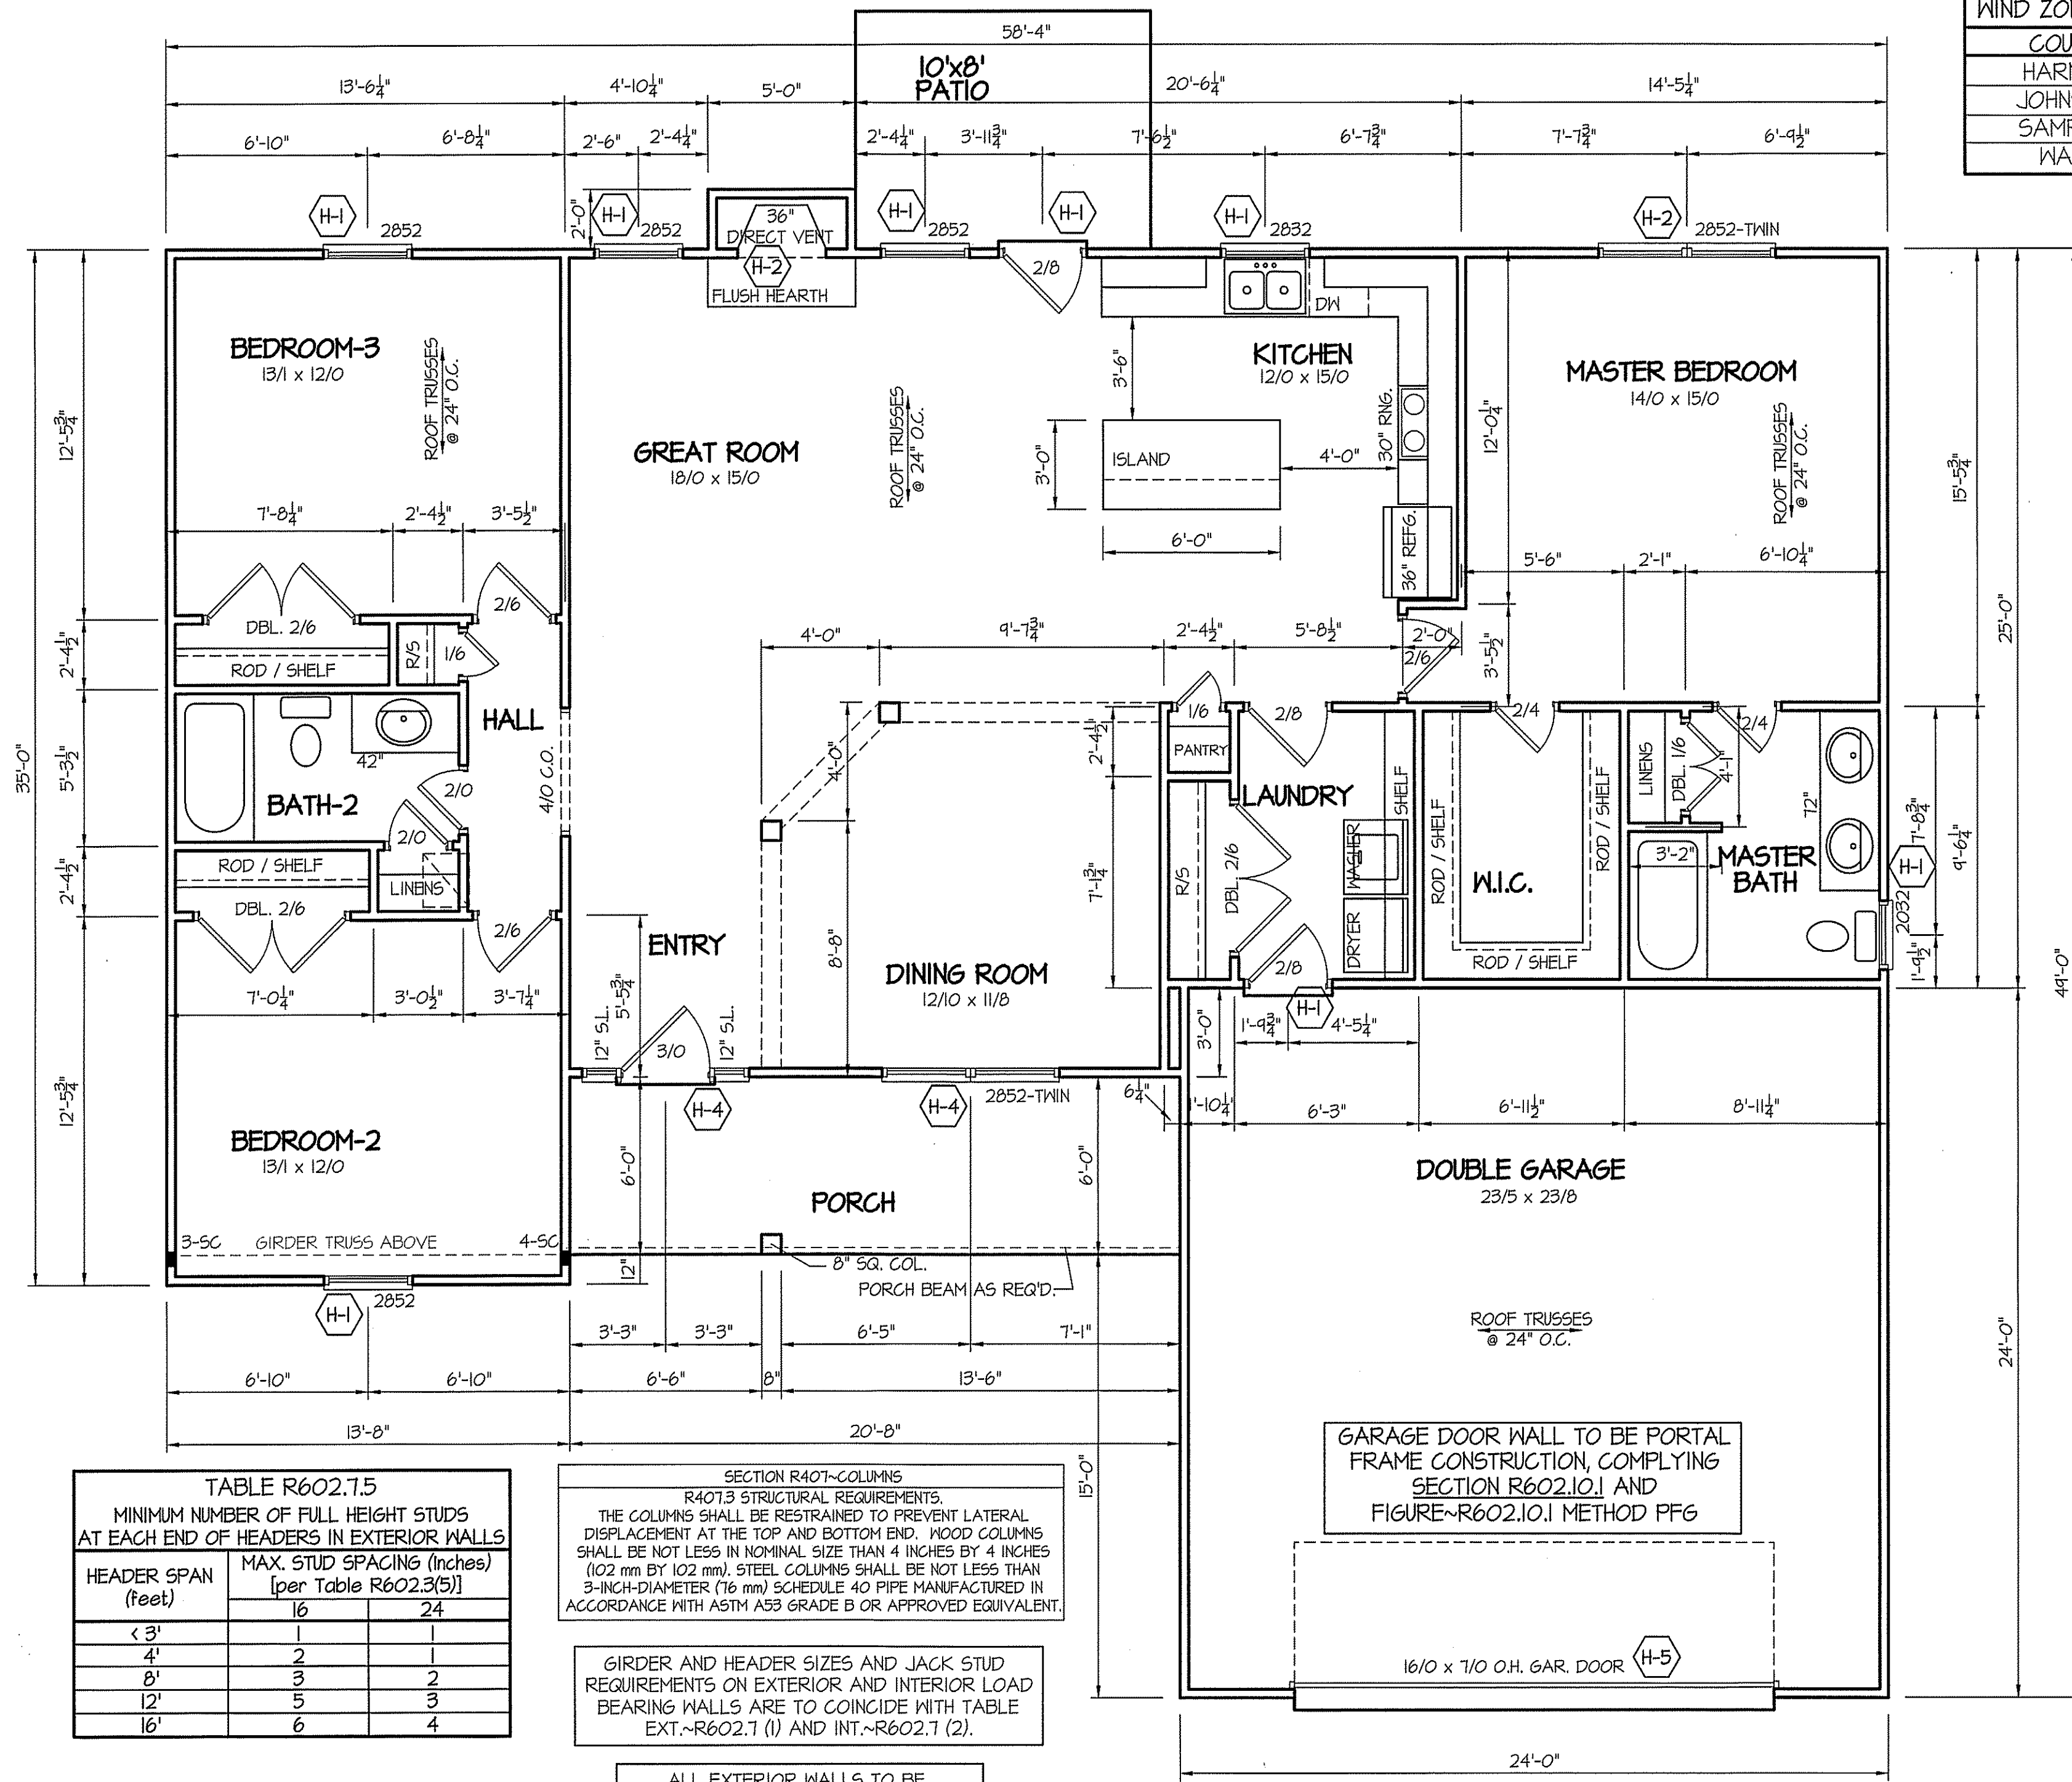 WIND ZO
COU
HARN
JOHN
SAMP
WA
58'-4"
10'x8'
PATIO
13'-6¼" 4'-10¼" 5'-0" 20'-6¼" 14'-5¼"
6'-10" 6'-8¼" 2'-6" 2'-4¼" 2'-4¼" 3'-11¾" 7'-6½" 6'-7¾" 7'-7¾" 6'-9½"
H-1 2852
2'-0"
H-1 2852
36"
DIRECT VENT
H-2
FLUSH HEARTH
H-1 2852
H-1
2/8
H-1 2832
DW
H-2 2852-TWIN
BEDROOM-3
13/1 x 12/0
ROOF TRUSSES
@ 24" O.C.
GREAT ROOM
18/0 x 15/0
ROOF TRUSSES
@ 24" O.C.
KITCHEN
12/0 x 15/0
3'-6"
3'-0"
ISLAND
4'-0"
6'-0"
30" RNG.
36" REFG.
12'-0¼"
3'-5½"
MASTER BEDROOM
14/0 x 15/0
ROOF TRUSSES
@ 24" O.C.
5'-6" 2'-1" 6'-10¼"
15'-5¾"
25'-0"
49'-0"
35'-0"
12'-5¾"
2'-4½"
5'-3½"
2'-4½"
12'-5¾"
7'-8¼" 2'-4½" 3'-5½"
DBL. 2/6
ROD / SHELF
R/S
1/6
2/6
HALL
4/0 C.O.
42"
BATH-2
2/0
2/0
ROD / SHELF
LINENS
DBL. 2/6
2/6
7'-0¼" 3'-0½" 3'-7¼"
4'-0" 9'-7¾" 2'-4½" 5'-8½" 2'-0"
2/6
4'-0"
8'-8"
2'-4½"
7'-1¾"
1/6
PANTRY
2/8
LAUNDRY
R/S
DBL. 2/6
SHELF
WASHER
DRYER
2/8
2/4
ROD / SHELF
W.I.C.
ROD / SHELF
ROD / SHELF
LINENS
DBL. 1/6
4'-1"
2/4
72"
3'-2"
MASTER
BATH
H-1
2032
7'-8¾"
1'-9½"
9'-6¼"
ENTRY
5'-5¾"
12" S.L.
3/0
12" S.L.
H-4
DINING ROOM
12/10 x 11/8
H-4 2852-TWIN
H-1
3'-0"
1'-9¾" 4'-5¼"
6¼"
1'-10¼" 6'-3" 6'-11½" 8'-11¼"
BEDROOM-2
13/1 x 12/0
3-SC GIRDER TRUSS ABOVE 4-SC
H-1 2852
6'-0"
12"
PORCH
6'-0"
8" SQ. COL.
PORCH BEAM AS REQ'D.
DOUBLE GARAGE
23/5 x 23/8
ROOF TRUSSES
@ 24" O.C.
24'-0"
3'-3" 3'-3" 6'-5" 7'-1"
6'-10" 6'-10" 6'-6" 8" 13'-6"
13'-8" 20'-8"
15'-0"
GARAGE DOOR WALL TO BE PORTAL
FRAME CONSTRUCTION, COMPLYING
SECTION R602.10.1 AND
FIGURE~R602.10.1 METHOD PFG
16/0 x 7/0 O.H. GAR. DOOR H-5
24'-0"
TABLE R602.7.5
MINIMUM NUMBER OF FULL HEIGHT STUDS
AT EACH END OF HEADERS IN EXTERIOR WALLS
HEADER SPAN
(feet)
MAX. STUD SPACING (inches)
[per Table R602.3(5)]
16 24
< 3' 1 1
4' 2 1
8' 3 2
12' 5 3
16' 6 4
SECTION R407~COLUMNS
R407.3 STRUCTURAL REQUIREMENTS.
THE COLUMNS SHALL BE RESTRAINED TO PREVENT LATERAL
DISPLACEMENT AT THE TOP AND BOTTOM END. WOOD COLUMNS
SHALL BE NOT LESS IN NOMINAL SIZE THAN 4 INCHES BY 4 INCHES
(102 mm BY 102 mm). STEEL COLUMNS SHALL BE NOT LESS THAN
3-INCH-DIAMETER (76 mm) SCHEDULE 40 PIPE MANUFACTURED IN
ACCORDANCE WITH ASTM A53 GRADE B OR APPROVED EQUIVALENT.
GIRDER AND HEADER SIZES AND JACK STUD
REQUIREMENTS ON EXTERIOR AND INTERIOR LOAD
BEARING WALLS ARE TO COINCIDE WITH TABLE
EXT.~R602.7 (1) AND INT.~R602.7 (2).
ALL EXTERIOR WALLS TO BE